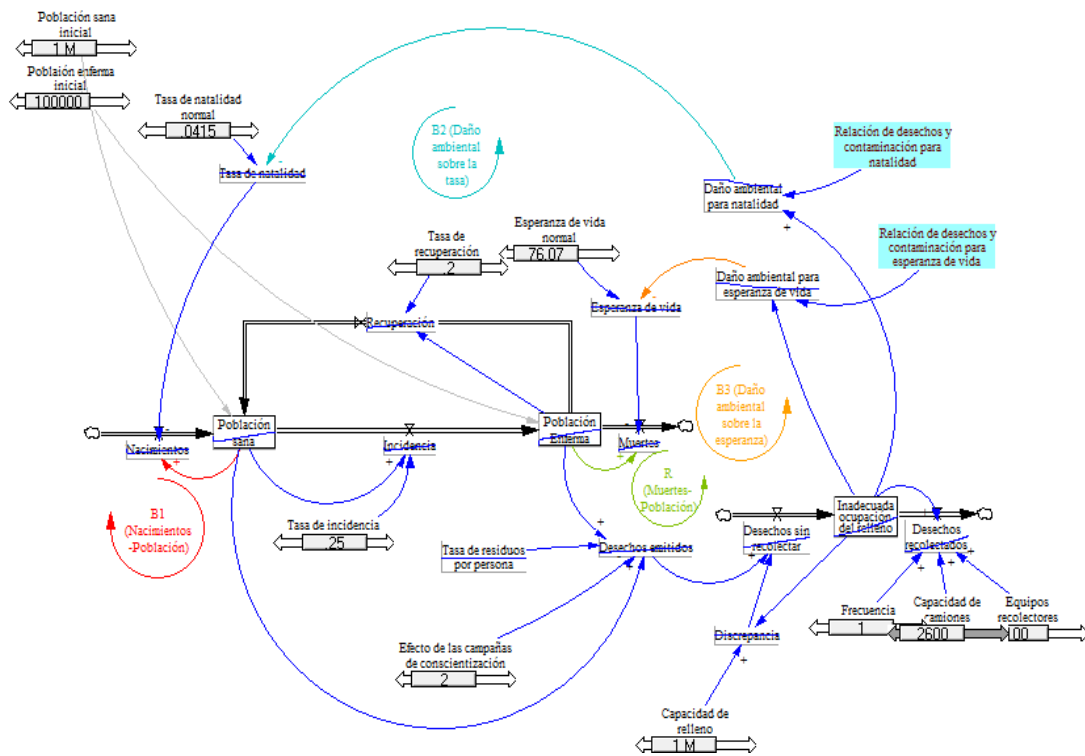 Población sana
inicial
1 M
Poblaión enferma
inicial
100000
Tasa de natalidad
normal
.0415
Tasa de natalidad
B2 (Daño
ambiental
sobre la
tasa)
Relación de desechos y
contaminación para
natalidad
Daño ambiental
para natalidad
Relación de desechos y
contaminación para
esperanza de vida
Tasa de
recuperación
.2
Esperanza de vida
normal
76.07
Daño ambiental para
esperanza de vida
Recuperación
Esperanza de vida
B3 (Daño
ambiental
sobre la
esperanza)
Nacimientos
Población
sana
Incidencia
Población
Enferma
Muertes
R
(Muertes-
Población)
B1
(Nacimientos
-Población)
Tasa de incidencia
.25
Tasa de residuos
por persona
Desechos emitidos
Desechos sin
recolectar
Inadecuada
ocupación
del relleno
Desechos
recolectados
Efecto de las campañas
de conscientización
2
Discrepancia
Frecuencia
1
Capacidad de
camiones
2600
Equipos
recolectores
00
Capacidad de
relleno
1 M